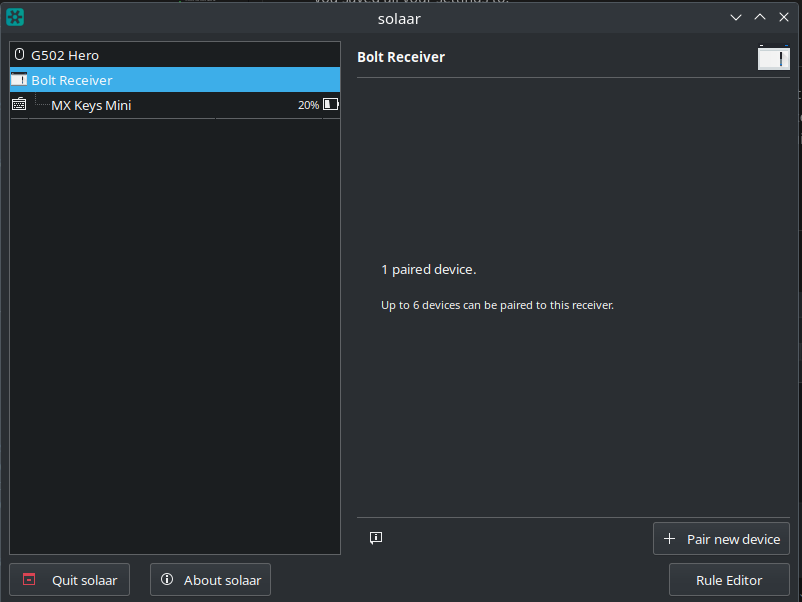 solaar
G502 Hero
Bolt Receiver
MX Keys Mini 20%
Bolt Receiver
1 paired device.
Up to 6 devices can be paired to this receiver.
Pair new device
Quit solaar
About solaar
Rule Editor